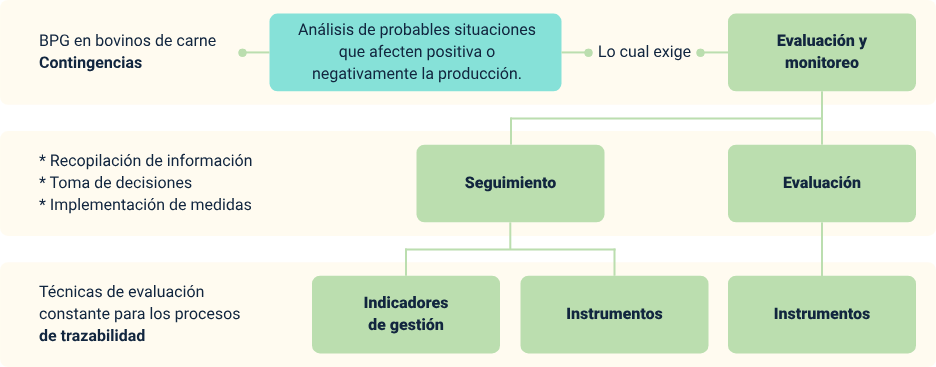 BPG en bovinos de carne
Contingencias
Análisis de probables situaciones
que afecten positiva o
negativamente la producción.
Lo cual exige
Evaluación y
monitoreo
* Recopilación de información
* Toma de decisiones
* Implementación de medidas
Seguimiento
Evaluación
Técnicas de evaluación
constante para los procesos
de trazabilidad
Indicadores
de gestión
Instrumentos
Instrumentos